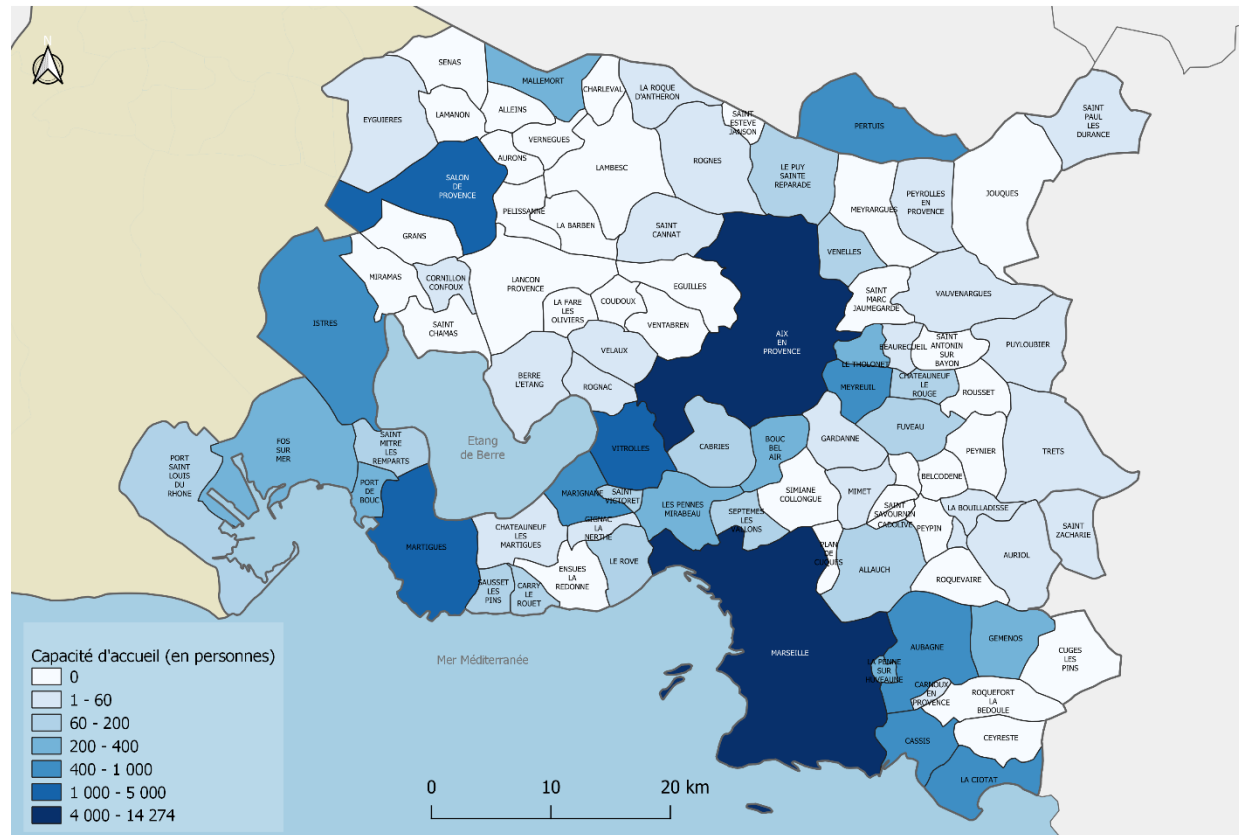 N
SENAS
MALLEMORT
CHARLEVAL
LA ROQUE
D'ANTHERON
SAINT
PAUL
LES
DURANCE
EYGUIERES
LAMANON
ALLEINS
SAINT
ESTEVE
JANSON
PERTUIS
VERNEGUES
AURONS
LAMBESC
ROGNES
LE PUY
SAINTE
REPARADE
SALON
DE
PROVENCE
PELISSANNE
LA BARBEN
MEYRARGUES
PEYROLLES
EN
PROVENCE
JOUQUES
GRANS
SAINT
CANNAT
VENELLES
MIRAMAS
CORNILLON
CONFOUX
LANCON
PROVENCE
EGUILLES
SAINT
MARC
JAUMEGARDE
VAUVENARGUES
LA FARE
LES
OLIVIERS
COUDOUX
ISTRES
SAINT
CHAMAS
VENTABREN
AIX
EN
PROVENCE
BEAURECUEIL
SAINT
ANTONIN
SUR
BAYON
PUYLOUBIER
VELAUX
LE THOLONET
BERRE
L'ETANG
ROGNAC
MEYREUIL
CHATEAUNEUF
LE
ROUGE
ROUSSET
Etang
de Berre
FOS
SUR
MER
SAINT
MITRE
LES
REMPARTS
VITROLLES
CABRIES
BOUC
BEL
AIR
GARDANNE
FUVEAU
PEYNIER
TRETS
PORT
SAINT
LOUIS
DU
RHONE
PORT
DE
BOUC
MARIGNANE
SAINT
VICTORET
LES PENNES
MIRABEAU
SIMIANE
COLLONGUE
MIMET
BELCODENE
SAINT
SAVOURNIN
CADOLIVE
LA BOUILLADISSE
PEYPIN
SEPTEMES
LES
VALLONS
MARTIGUES
CHATEAUNEUF
LES
MARTIGUES
GIGNAC
LA
NERTHE
SAINT
ZACHARIE
PLAN
DE
CUQUES
AURIOL
ENSUES
LA
REDONNE
LE ROVE
ALLAUCH
ROQUEVAIRE
SAUSSET
LES
PINS
CARRY
LE
ROUET
Mer Méditerranée
MARSEILLE
AUBAGNE
GEMENOS
CUGES
LES
PINS
LA PENNE
SUR
HUVEAUNE
CARNOUX
EN
PROVENCE
ROQUEFORT
LA
BEDOULE
CASSIS
CEYRESTE
LA CIOTAT
Capacité d'accueil (en personnes)
0
1 - 60
60 - 200
200 - 400
400 - 1 000
1 000 - 5 000
4 000 - 14 274
0 10 20 km